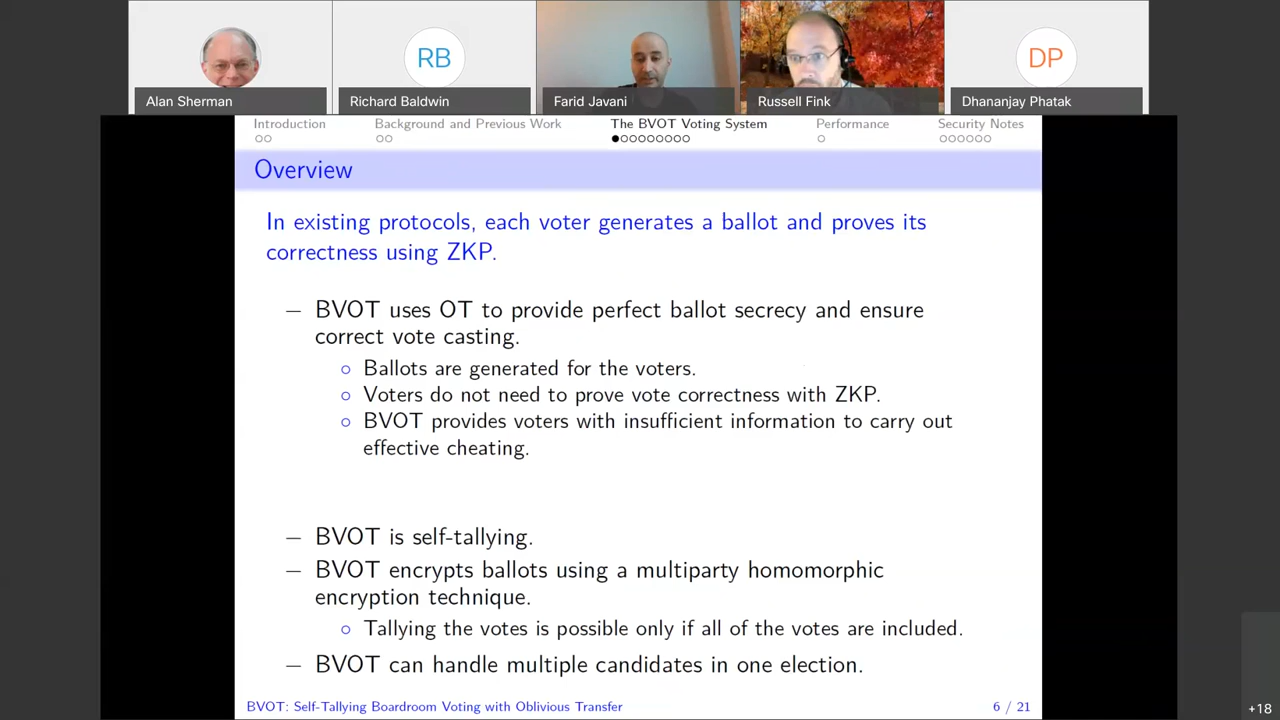 RB
DP
Alan Sherman
Richard Baldwin
Farid Javani
Russell Fink
Dhananjay Phatak
Introduction
Background and Previous Work
The BVOT Voting System
Performance
Security Notes
Overview
In existing protocols, each voter generates a ballot and proves its
correctness using ZKP.
– BVOT uses OT to provide perfect ballot secrecy and ensure
correct vote casting.
○ Ballots are generated for the voters.
○ Voters do not need to prove vote correctness with ZKP.
○ BVOT provides voters with insufficient information to carry out
effective cheating.
– BVOT is self-tallying.
– BVOT encrypts ballots using a multiparty homomorphic
encryption technique.
○ Tallying the votes is possible only if all of the votes are included.
– BVOT can handle multiple candidates in one election.
BVOT: Self-Tallying Boardroom Voting with Oblivious Transfer
6 / 21
+18